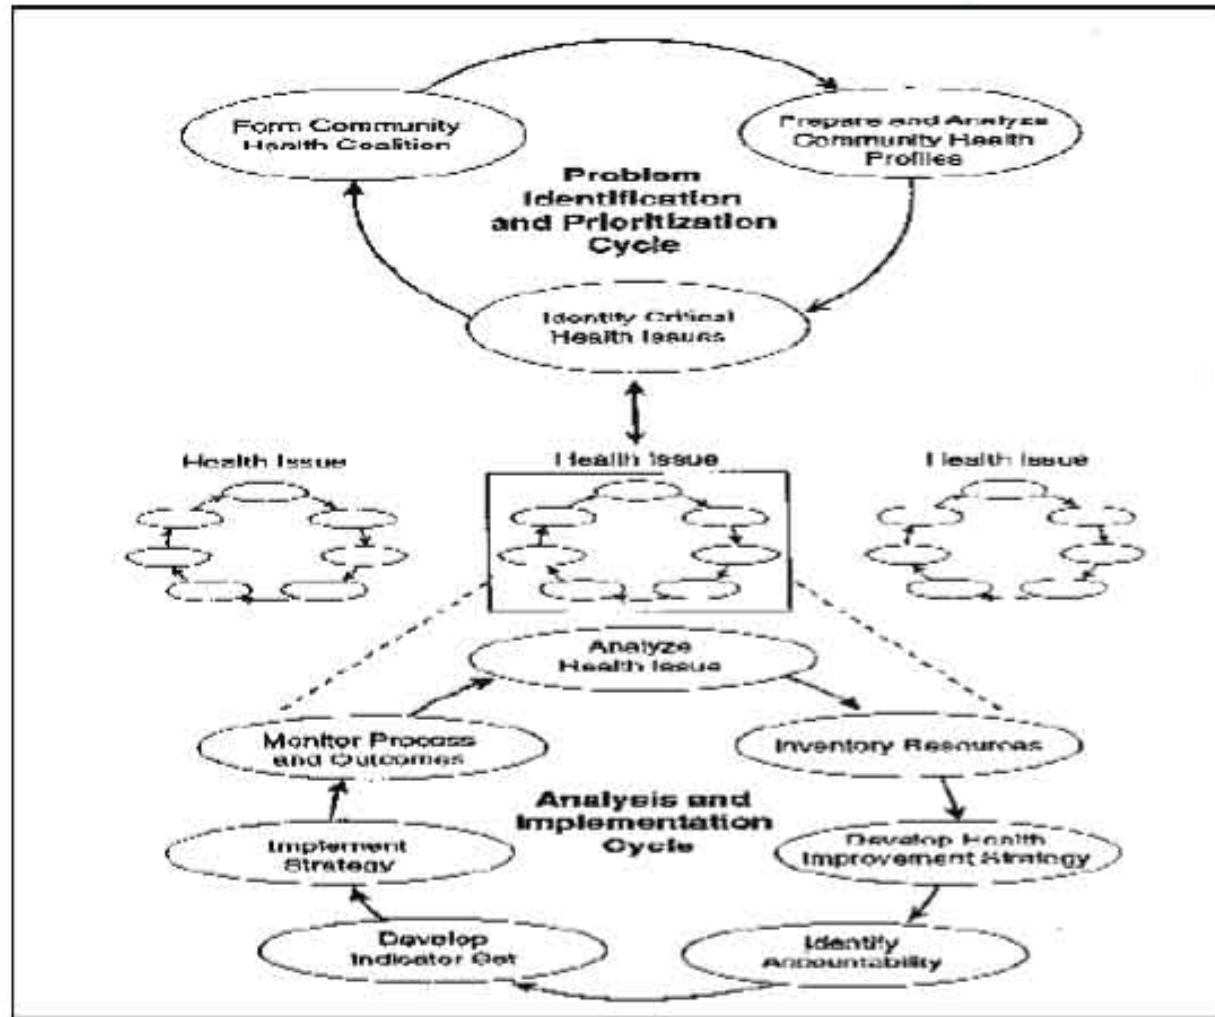 Form Community
Health Coalition
Prepare and Analyze
Community Health
Profiles
Problem
Identification
and Prioritization
Cycle
Identify Critical
Health Issues
Health Issue
Health Issue
Health Issue
Analyze
Health Issue
Monitor Process
and Outcomes
Inventory Resources
Analysis and
Implementation
Cycle
Implement
Strategy
Develop Health
Improvement Strategy
Develop
Indicator Set
Identify
Accountability